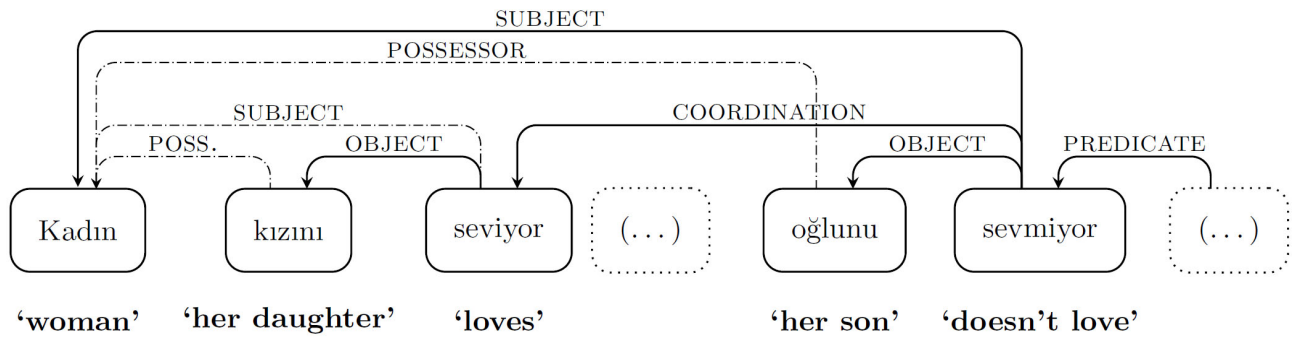 SUBJECT
POSSESSOR
SUBJECT COORDINATION
POSS. OBJECT OBJECT PREDICATE
Kadın kızını seviyor (...) oğlunu sevmiyor (...)
‘woman’ ‘her daughter’ ‘loves’ ‘her son’ ‘doesn't love’